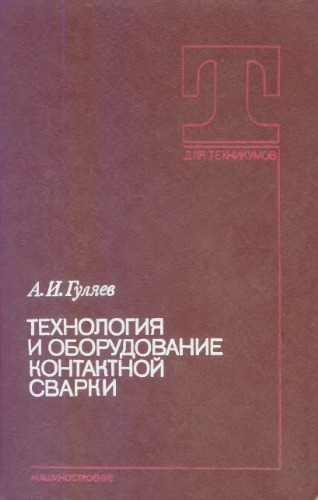 Т
ДЛЯ ТЕХНИКУМОВ
А.И.Гуляев
ТЕХНОЛОГИЯ
И ОБОРУДОВАНИЕ
КОНТАКТНОЙ
СВАРКИ
МАШИНОСТРОЕНИЕ